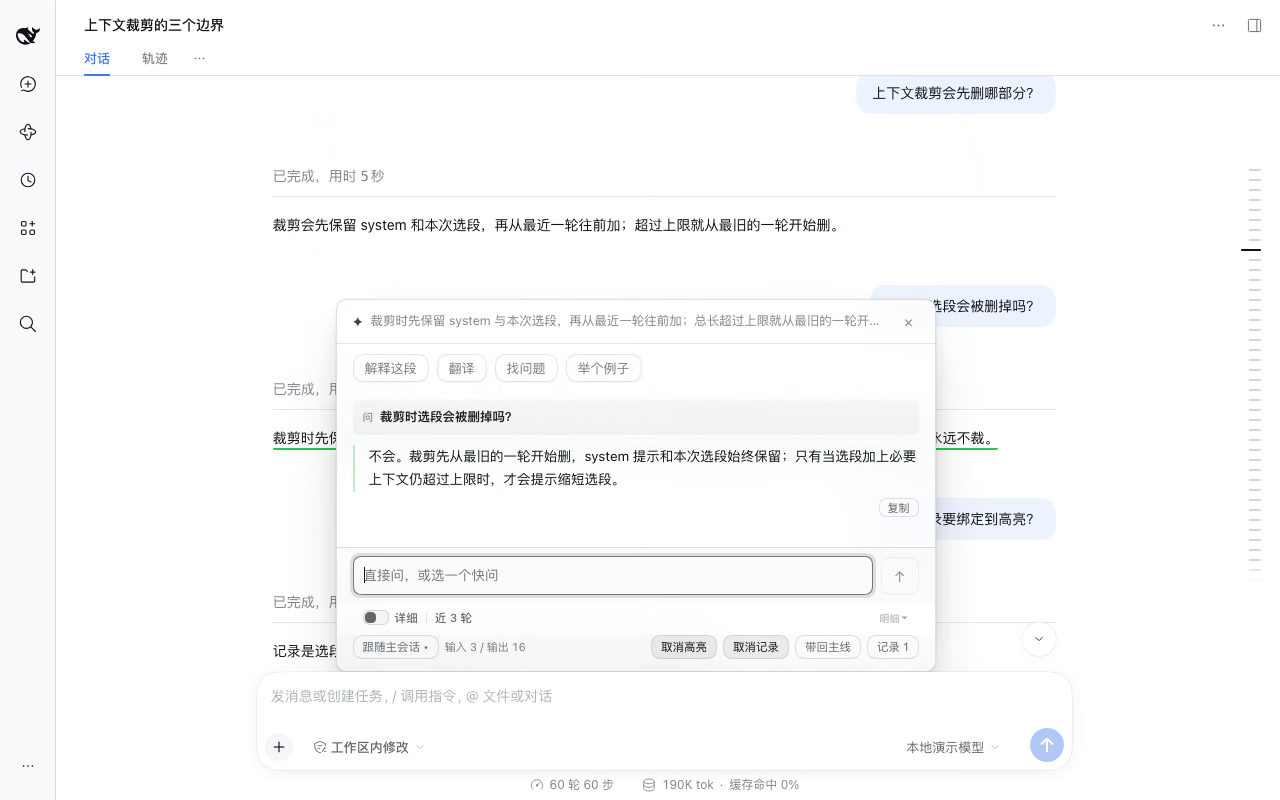 上下文裁剪的三个边界
对话
轨迹
上下文裁剪会先删哪部分？
已完成，用时 5 秒
裁剪会先保留 system 和本次选段，再从最近一轮往前加；超过上限就从最旧的一轮开始删。
选段会被删掉吗？
裁剪时先保留 system 与本次选段，再从最近一轮往前加；总长超过上限就从最旧的一轮开…
解释这段
翻译
找问题
举个例子
已完成，
问 裁剪时选段会被删掉吗？
裁剪时先
永远不裁。
不会。裁剪先从最旧的一轮开始删，system 提示和本次选段始终保留；只有当选段加上必要
上下文仍超过上限时，才会提示缩短选段。
复制
要绑定到高亮？
直接问，或选一个快问
已完成，
详细
近 3 轮
明细
记录是选
跟随主会话
输入 3 / 输出 16
取消高亮
取消记录
带回主线
记录 1
发消息或创建任务, / 调用指令, @ 文件或对话
工作区内修改
本地演示模型
60 轮 60 步
190K tok · 缓存命中 0%